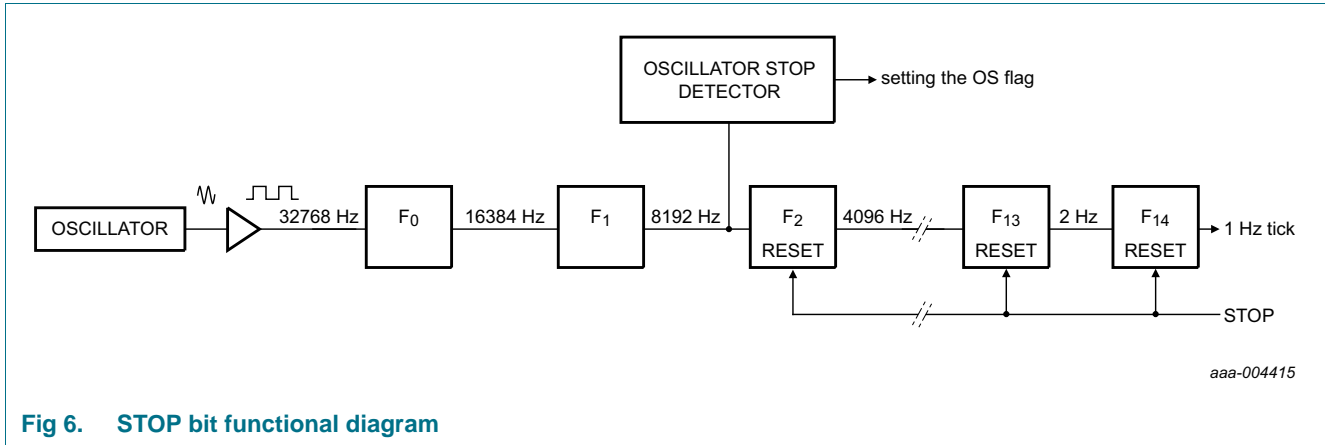 OSCILLATOR STOP
DETECTOR
setting the OS flag
OSCILLATOR
32768 Hz
F0
16384 Hz
F1
8192 Hz
F2
RESET
4096 Hz
F13
RESET
2 Hz
F14
RESET
1 Hz tick
STOP
aaa-004415
Fig 6. STOP bit functional diagram